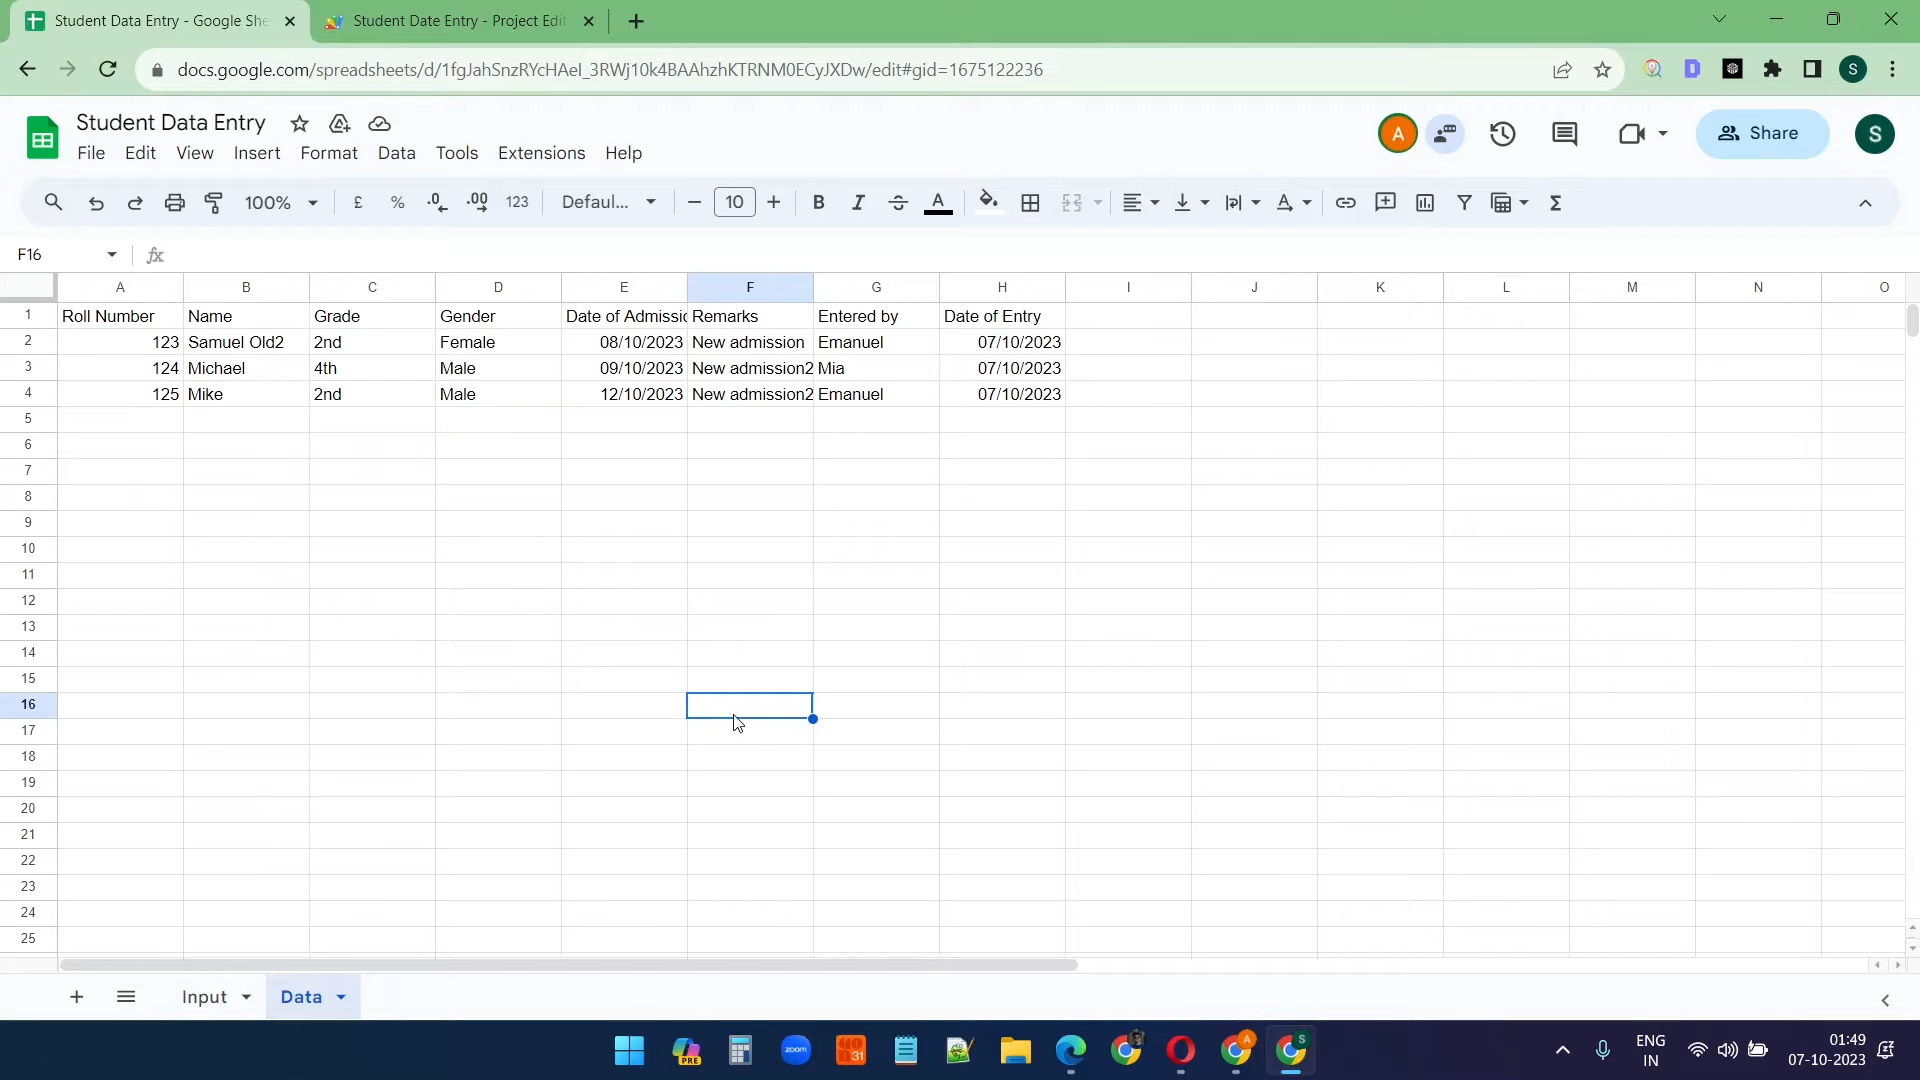 Student Data Entry - Google She
Student Date Entry - Project Edit
docs.google.com/spreadsheets/d/1fgJahSnzRYcHAeI_3RWj10k4BAAhzhKTRNM0ECyJXDw/edit#gid=1675122236
S
Student Data Entry
File Edit View Insert Format Data Tools Extensions Help
A
Share
S
100% £ % .0 .00 123 Defaul... 10 B I A
F16 fx
A B C D E F G H I J K L M N O
1 Roll Number Name Grade Gender Date of Admissic Remarks Entered by Date of Entry
2 123 Samuel Old2 2nd Female 08/10/2023 New admission Emanuel 07/10/2023
3 124 Michael 4th Male 09/10/2023 New admission2 Mia 07/10/2023
4 125 Mike 2nd Male 12/10/2023 New admission2 Emanuel 07/10/2023
5
6
7
8
9
10
11
12
13
14
15
16
17
18
19
20
21
22
23
24
25
Input Data
PRE zoom 31 A S
ENG
IN
01:49
07-10-2023